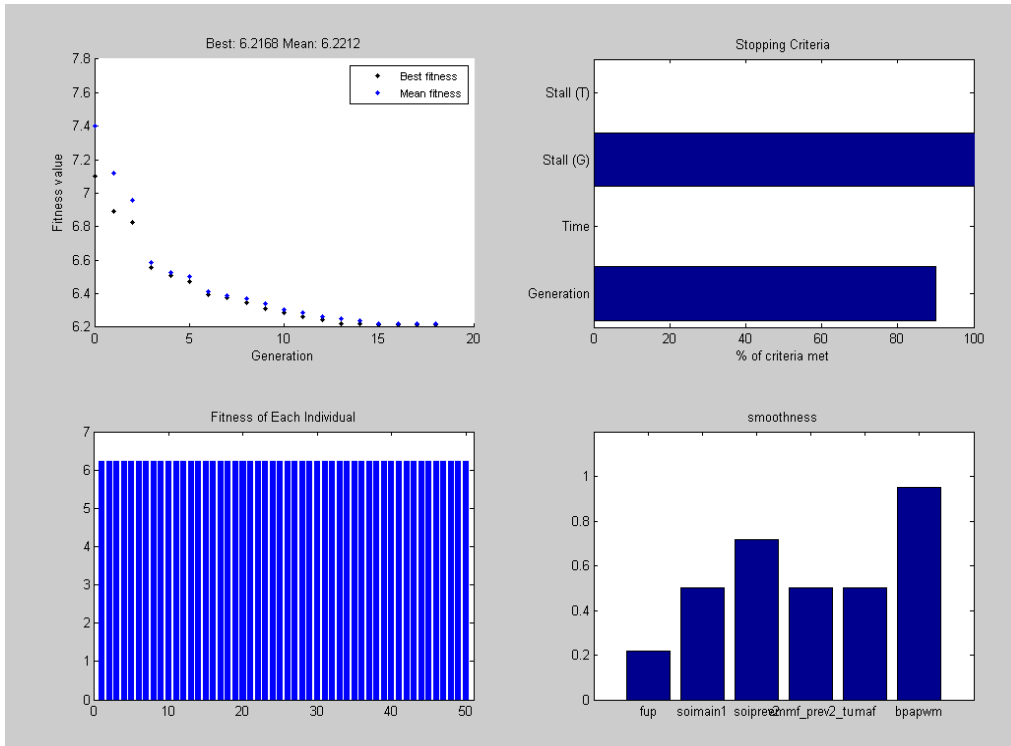 Best: 6.2168 Mean: 6.2212
7.8
7.6
7.4
7.2
7
6.8
6.6
6.4
6.2
0
5
10
15
20
Fitness value
Generation
Best fitness
Mean fitness
Stopping Criteria
Stall (T)
Stall (G)
Time
Generation
0
20
40
60
80
100
% of criteria met
Fitness of Each Individual
7
6
5
4
3
2
1
0
0
10
20
30
40
50
smoothness
1
0.8
0.6
0.4
0.2
0
fup
soimain1
bpapwm